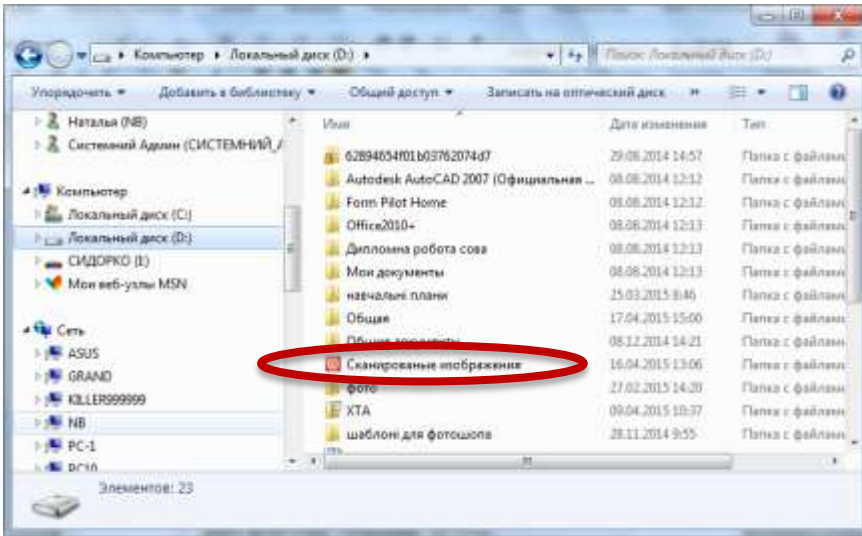 Компьютер ▸ Локальный диск (D:) ▸
Поиск: Локальный диск (D:)
Упорядочить Добавить в библиотеку Общий доступ Записать на оптический диск »
Наталья (NB)
Системний Админ (СИСТЕМНИЙ_А
Компьютер
Локальный диск (C:)
Локальный диск (D:)
СИДОРКО (I:)
Мои веб-узлы MSN
Сеть
ASUS
GRAND
KILLER999999
NB
PC-1
PC10
Имя Дата изменения Тип
62894654f01b03762074d7 29.08.2014 14:57 Папка с файлами
Autodesk AutoCAD 2007 (Официальная ... 08.08.2014 12:12 Папка с файлами
Form Pilot Home 08.08.2014 12:12 Папка с файлами
Office2010+ 08.08.2014 12:13 Папка с файлами
Дипломна робота сова 08.08.2014 12:13 Папка с файлами
Мои документы 08.08.2014 12:13 Папка с файлами
навчальні плани 25.03.2015 8:46 Папка с файлами
Общая 17.04.2015 15:00 Папка с файлами
Общие документы 08.12.2014 14:21 Папка с файлами
Сканированые изображения 16.04.2015 13:06 Папка с файлами
фото 27.02.2015 14:20 Папка с файлами
ХТА 09.04.2015 10:37 Папка с файлами
шаблоні для фотошопа 28.11.2014 9:55 Папка с файлами
Элементов: 23